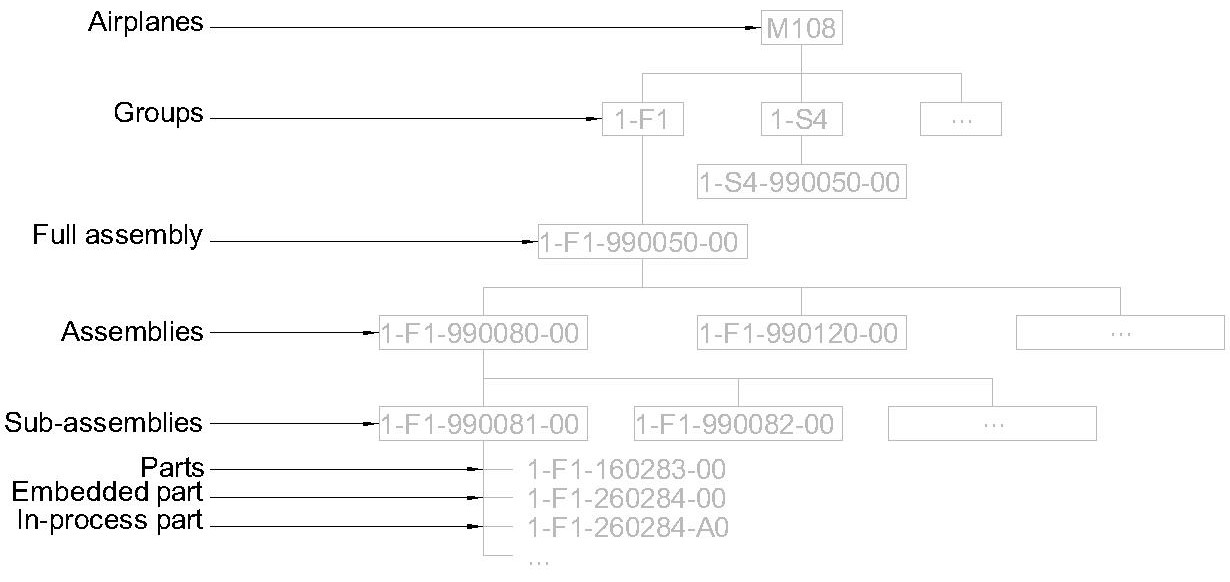 Airplanes M108
Groups 1-F1 1-S4 ...
1-S4-990050-00
Full assembly 1-F1-990050-00
Assemblies 1-F1-990080-00 1-F1-990120-00 ...
Sub-assemblies 1-F1-990081-00 1-F1-990082-00 ...
Parts 1-F1-160283-00
Embedded part 1-F1-260284-00
In-process part 1-F1-260284-A0
...